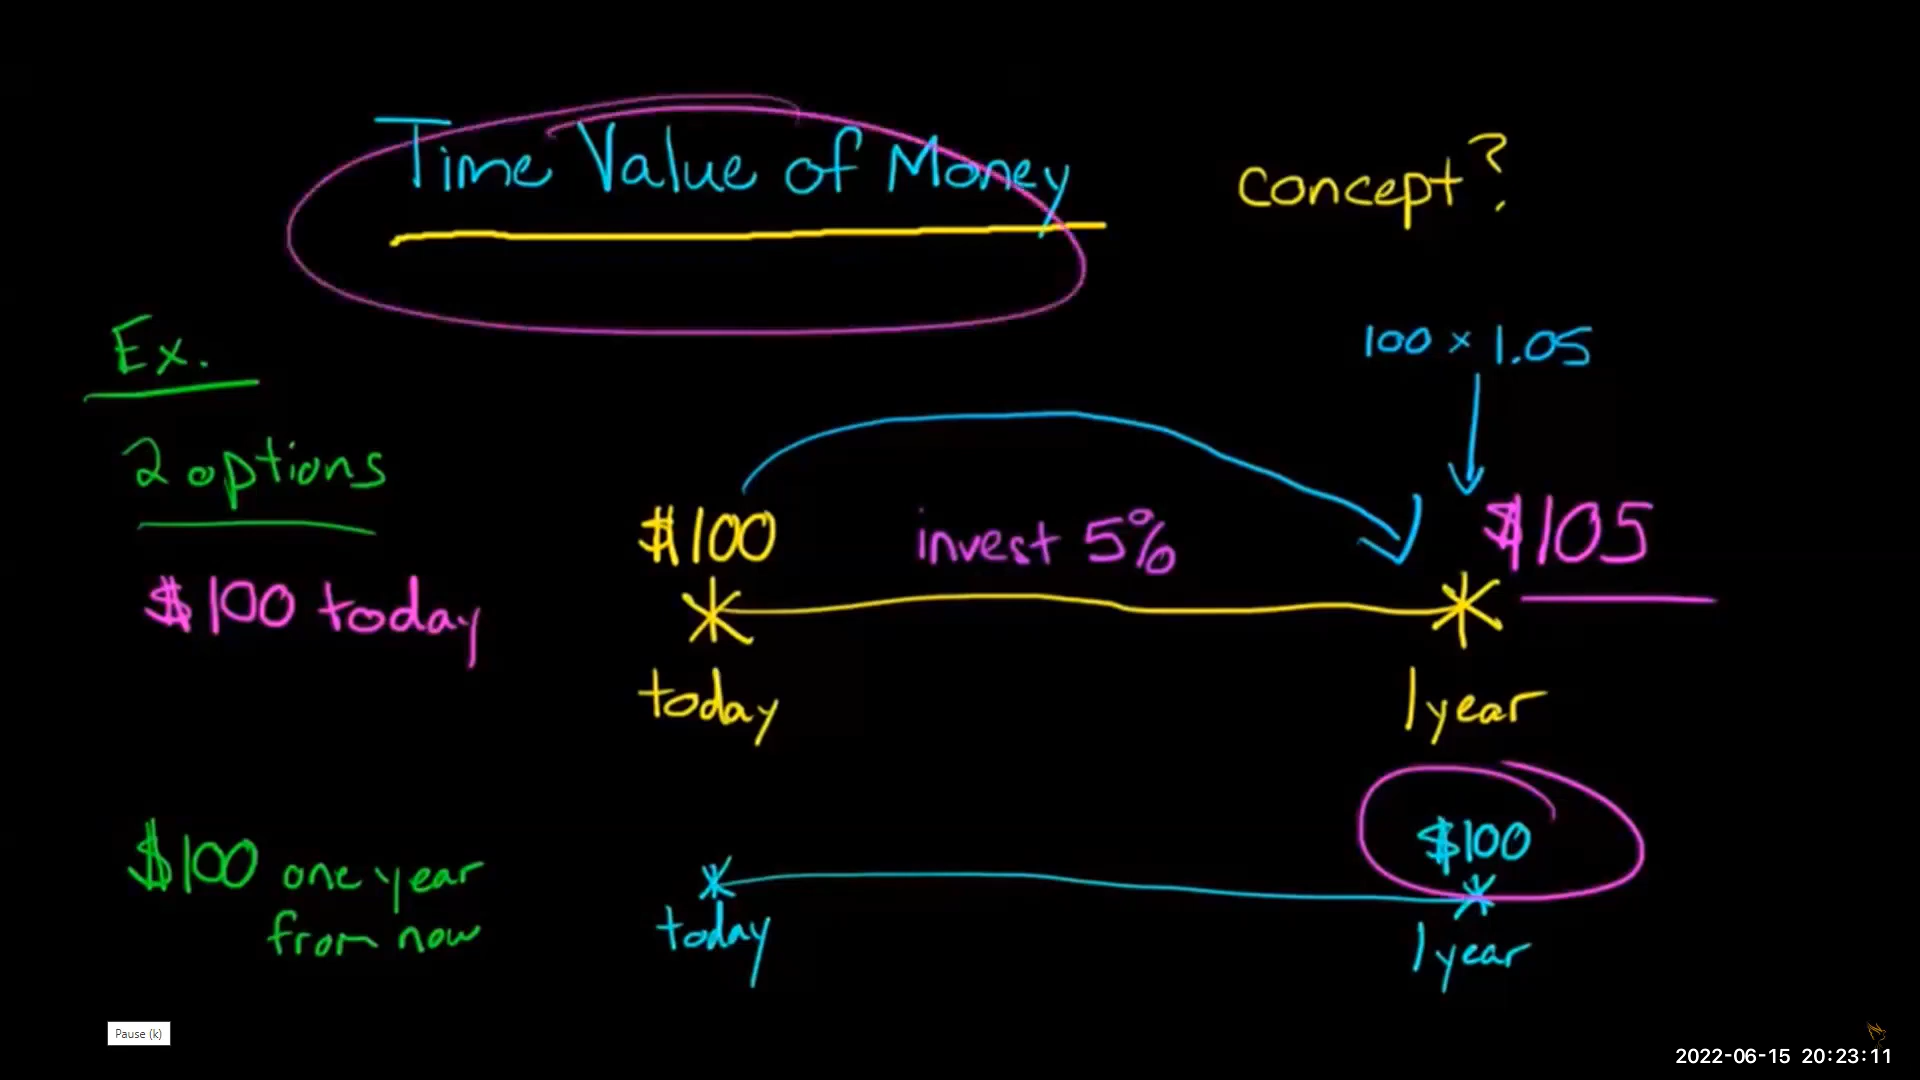 Time Value of Money
concept?
Ex.
2 options
100 × 1.05
$100 today
$100
invest 5%
$105
today
1 year
$100 one year
from now
$100
today
1 year
Pause (k)
2022-06-15 20:23:11